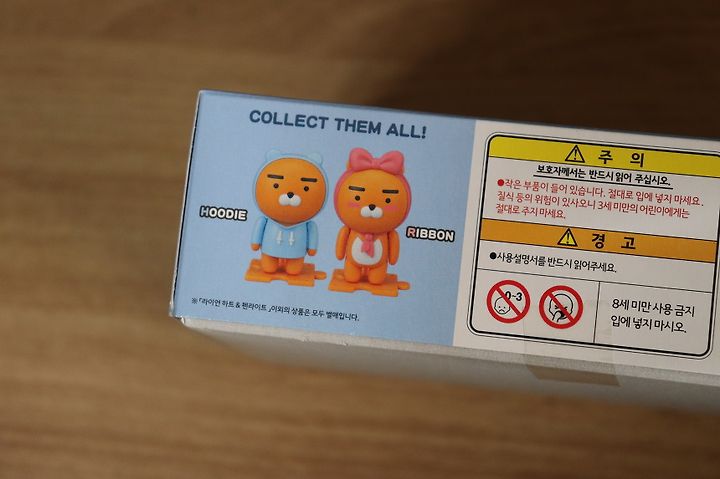 COLLECT THEM ALL!
HOODIE
RIBBON
※「라이언 하트 & 펜라이트」이외의 상품은 모두 별매입니다.
주 의
보호자께서는 반드시 읽어 주십시오.
●작은 부품이 들어 있습니다. 절대로 입에 넣지 마세요.
질식 등의 위험이 있사오니 3세 미만의 어린이에게는
절대로 주지 마세요.
경 고
●사용설명서를 반드시 읽어주세요.
0-3
8세 미만 사용 금지
입에 넣지 마시오.